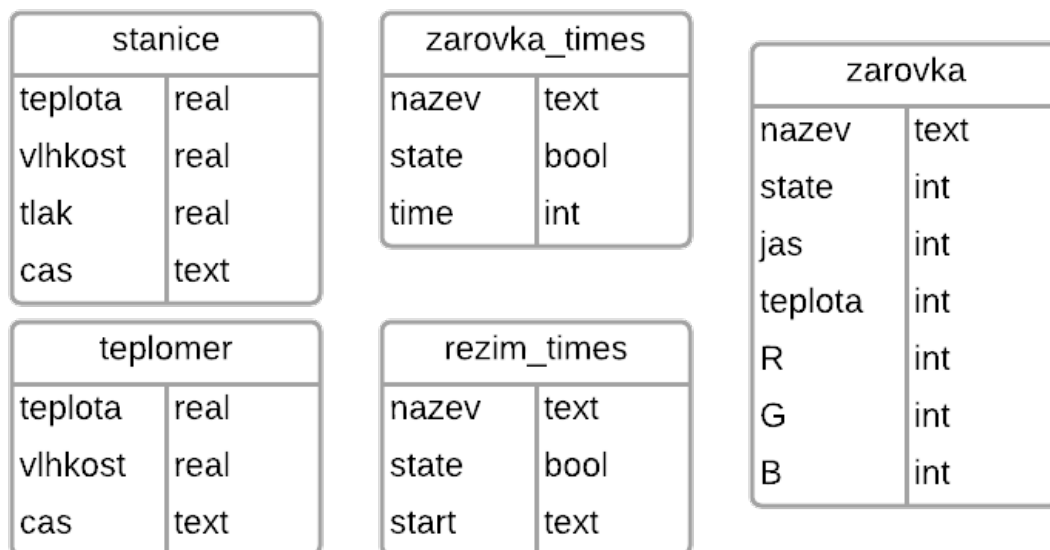 stanice
teplota real
vlhkost real
tlak real
cas text
zarovka_times
nazev text
state bool
time int
zarovka
nazev text
state int
jas int
teplota int
R int
G int
B int
teplomer
teplota real
vlhkost real
cas text
rezim_times
nazev text
state bool
start text